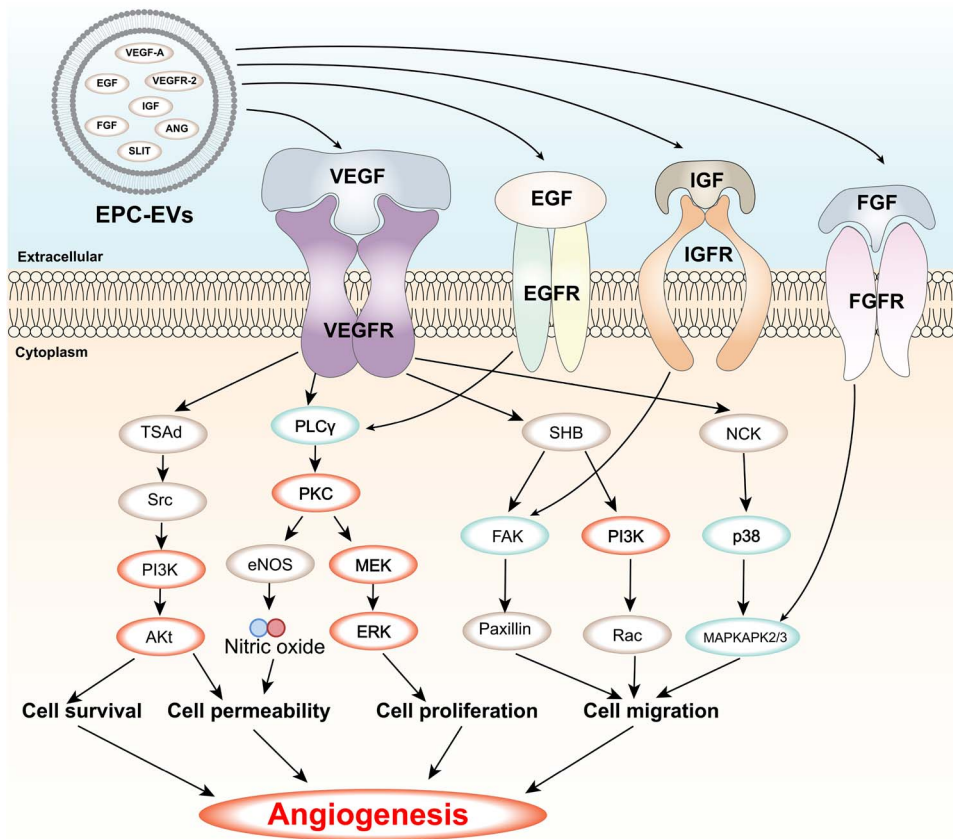 VEGF-A
EGF
VEGFR-2
IGF
FGF
ANG
SLIT
EPC-EVs
VEGF
EGF
IGF
FGF
Extracellular
IGFR
EGFR
FGFR
VEGFR
Cytoplasm
TSAd
PLCγ
SHB
NCK
Src
PKC
FAK
PI3K
p38
PI3K
eNOS
MEK
AKt
Nitric oxide
ERK
Paxillin
Rac
MAPKAPK2/3
Cell survival
Cell permeability
Cell proliferation
Cell migration
Angiogenesis